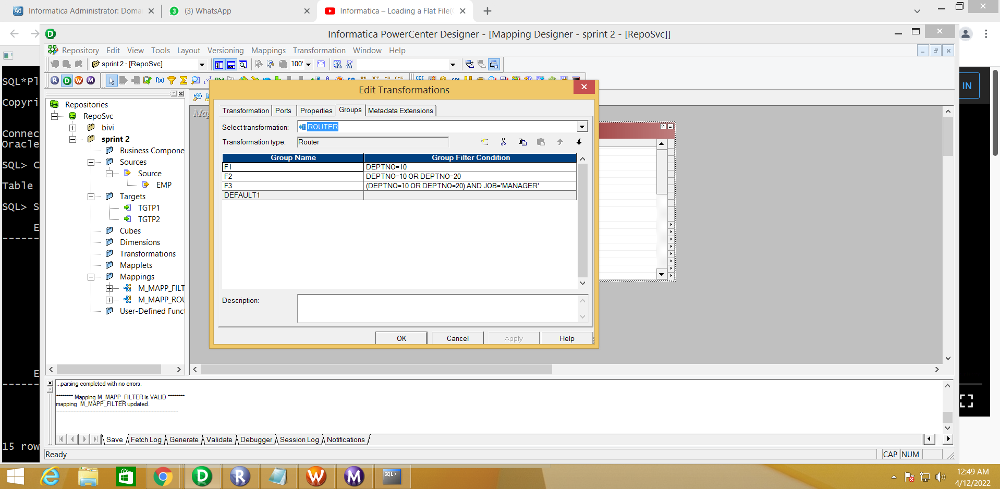 Informatica Administrator: Doma
(3) WhatsApp
Informatica – Loading a Flat File(
Informatica PowerCenter Designer - [Mapping Designer - sprint 2 - [RepoSvc]]
Repository Edit View Tools Layout Versioning Mappings Transformation Window Help
sprint 2 - [RepoSvc]
100'
SQL*Pl
Copyri
Connec
Oracle
SQL> C
Table
SQL> S
E
-------
E
-------
15 row
IN
Repositories
RepoSvc
bivi
sprint 2
Business Compone
Sources
Source
EMP
Targets
TGTP1
TGTP2
Cubes
Dimensions
Transformations
Mapplets
Mappings
M_MAPP_FILT
M_MAPP_ROU
User-Defined Funct
Edit Transformations
Transformation Ports Properties Groups Metadata Extensions
Select transformation: ROUTER
Transformation type: Router
Group Name Group Filter Condition
F1 DEPTNO=10
F2 DEPTNO=10 OR DEPTNO=20
F3 (DEPTNO=10 OR DEPTNO=20) AND JOB='MANAGER'
DEFAULT1
Description:
OK Cancel Apply Help
...parsing completed with no errors.
******** Mapping M_MAPP_FILTER is VALID ********
mapping M_MAPP_FILTER updated.
Save Fetch Log Generate Validate Debugger Session Log Notifications
Ready
CAP NUM
12:49 AM
4/12/2022